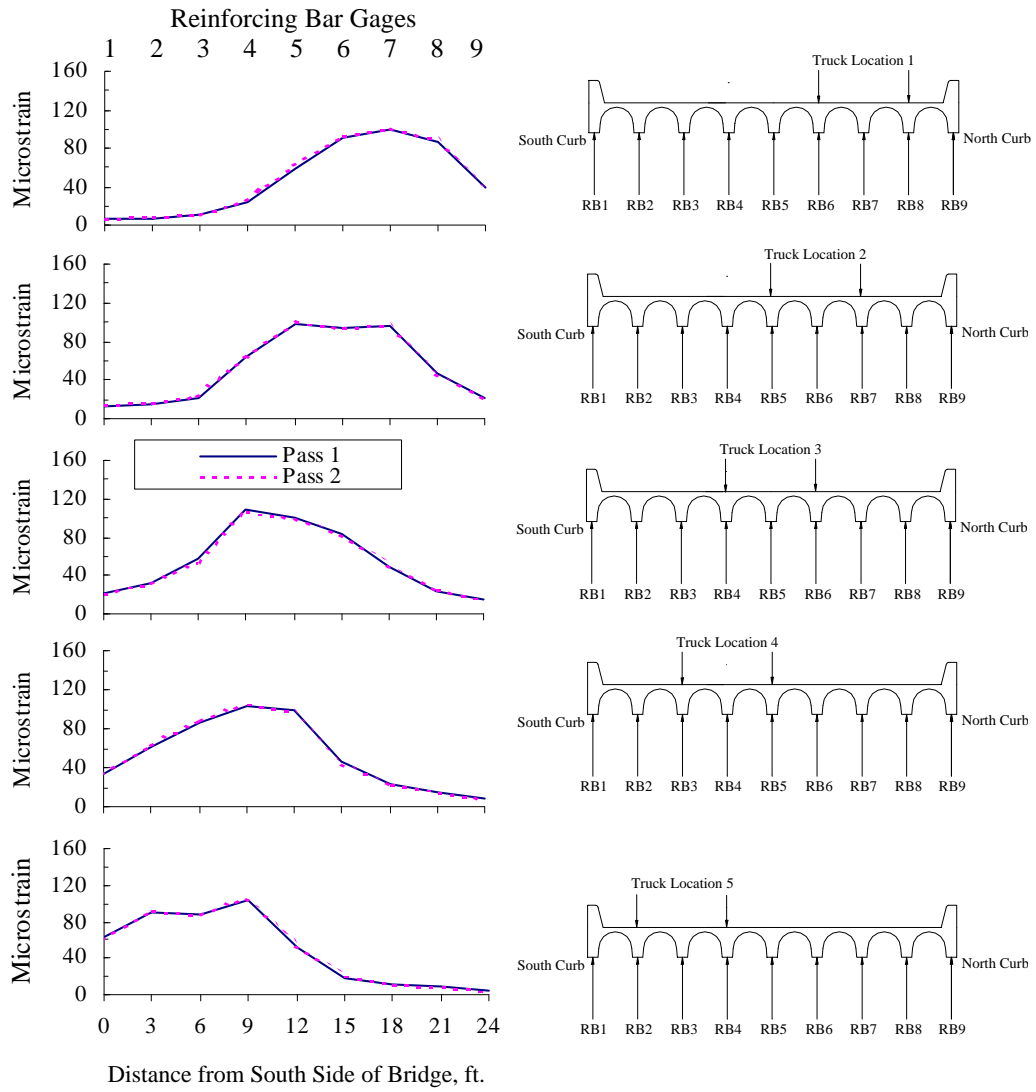 Reinforcing Bar Gages
1 2 3 4 5 6 7 8 9
160
120
80
40
0
Microstrain
Truck Location 1
South Curb
North Curb
RB1 RB2 RB3 RB4 RB5 RB6 RB7 RB8 RB9
160
120
80
40
0
Microstrain
Truck Location 2
South Curb
North Curb
RB1 RB2 RB3 RB4 RB5 RB6 RB7 RB8 RB9
Pass 1
Pass 2
160
120
80
40
0
Microstrain
Truck Location 3
South Curb
North Curb
RB1 RB2 RB3 RB4 RB5 RB6 RB7 RB8 RB9
160
120
80
40
0
Microstrain
Truck Location 4
South Curb
North Curb
RB1 RB2 RB3 RB4 RB5 RB6 RB7 RB8 RB9
160
120
80
40
0
Microstrain
Truck Location 5
South Curb
North Curb
RB1 RB2 RB3 RB4 RB5 RB6 RB7 RB8 RB9
0 3 6 9 12 15 18 21 24
Distance from South Side of Bridge, ft.